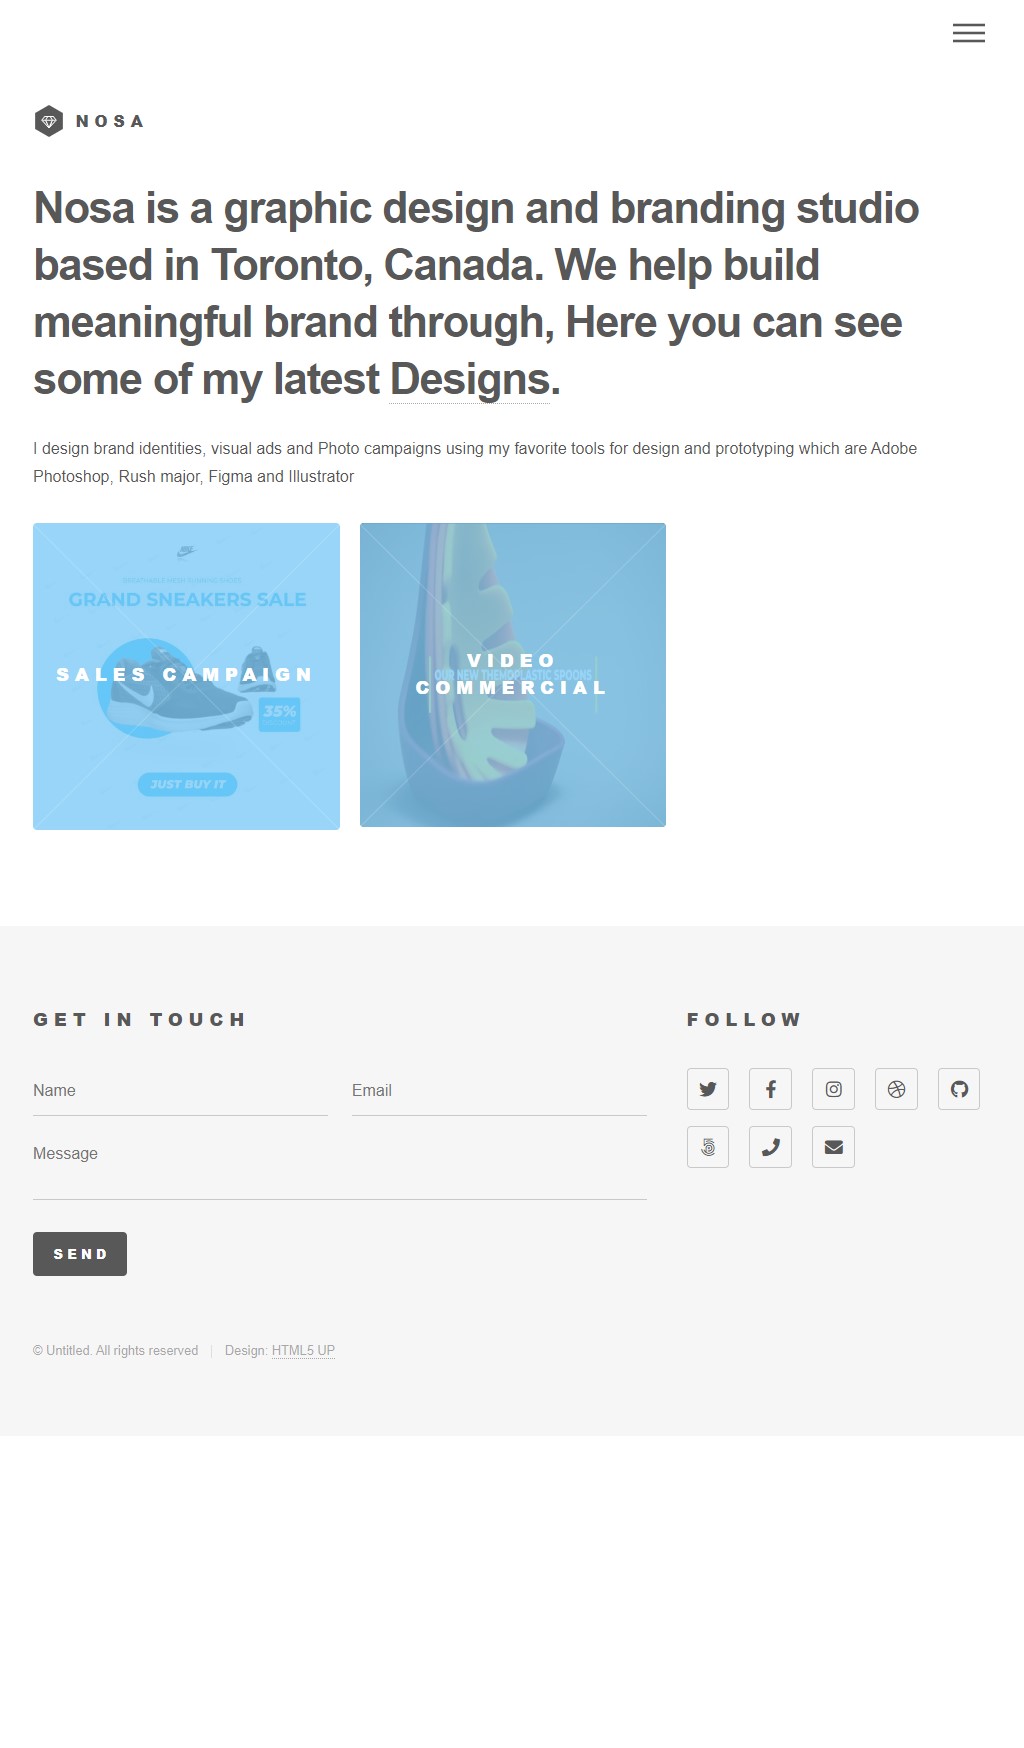 NOSA
Nosa is a graphic design and branding studio
based in Toronto, Canada. We help build
meaningful brand through, Here you can see
some of my latest Designs.
I design brand identities, visual ads and Photo campaigns using my favorite tools for design and prototyping which are Adobe
Photoshop, Rush major, Figma and Illustrator
BREATHABLE MESH RUNNING SHOES
GRAND SNEAKERS SALE
SALES CAMPAIGN
35%
JUST BUY IT
VIDEO
OUR NEW THEMOPLASTIC SPOONS
COMMERCIAL
GET IN TOUCH
Name
Email
Message
SEND
FOLLOW
© Untitled. All rights reserved
Design: HTML5 UP